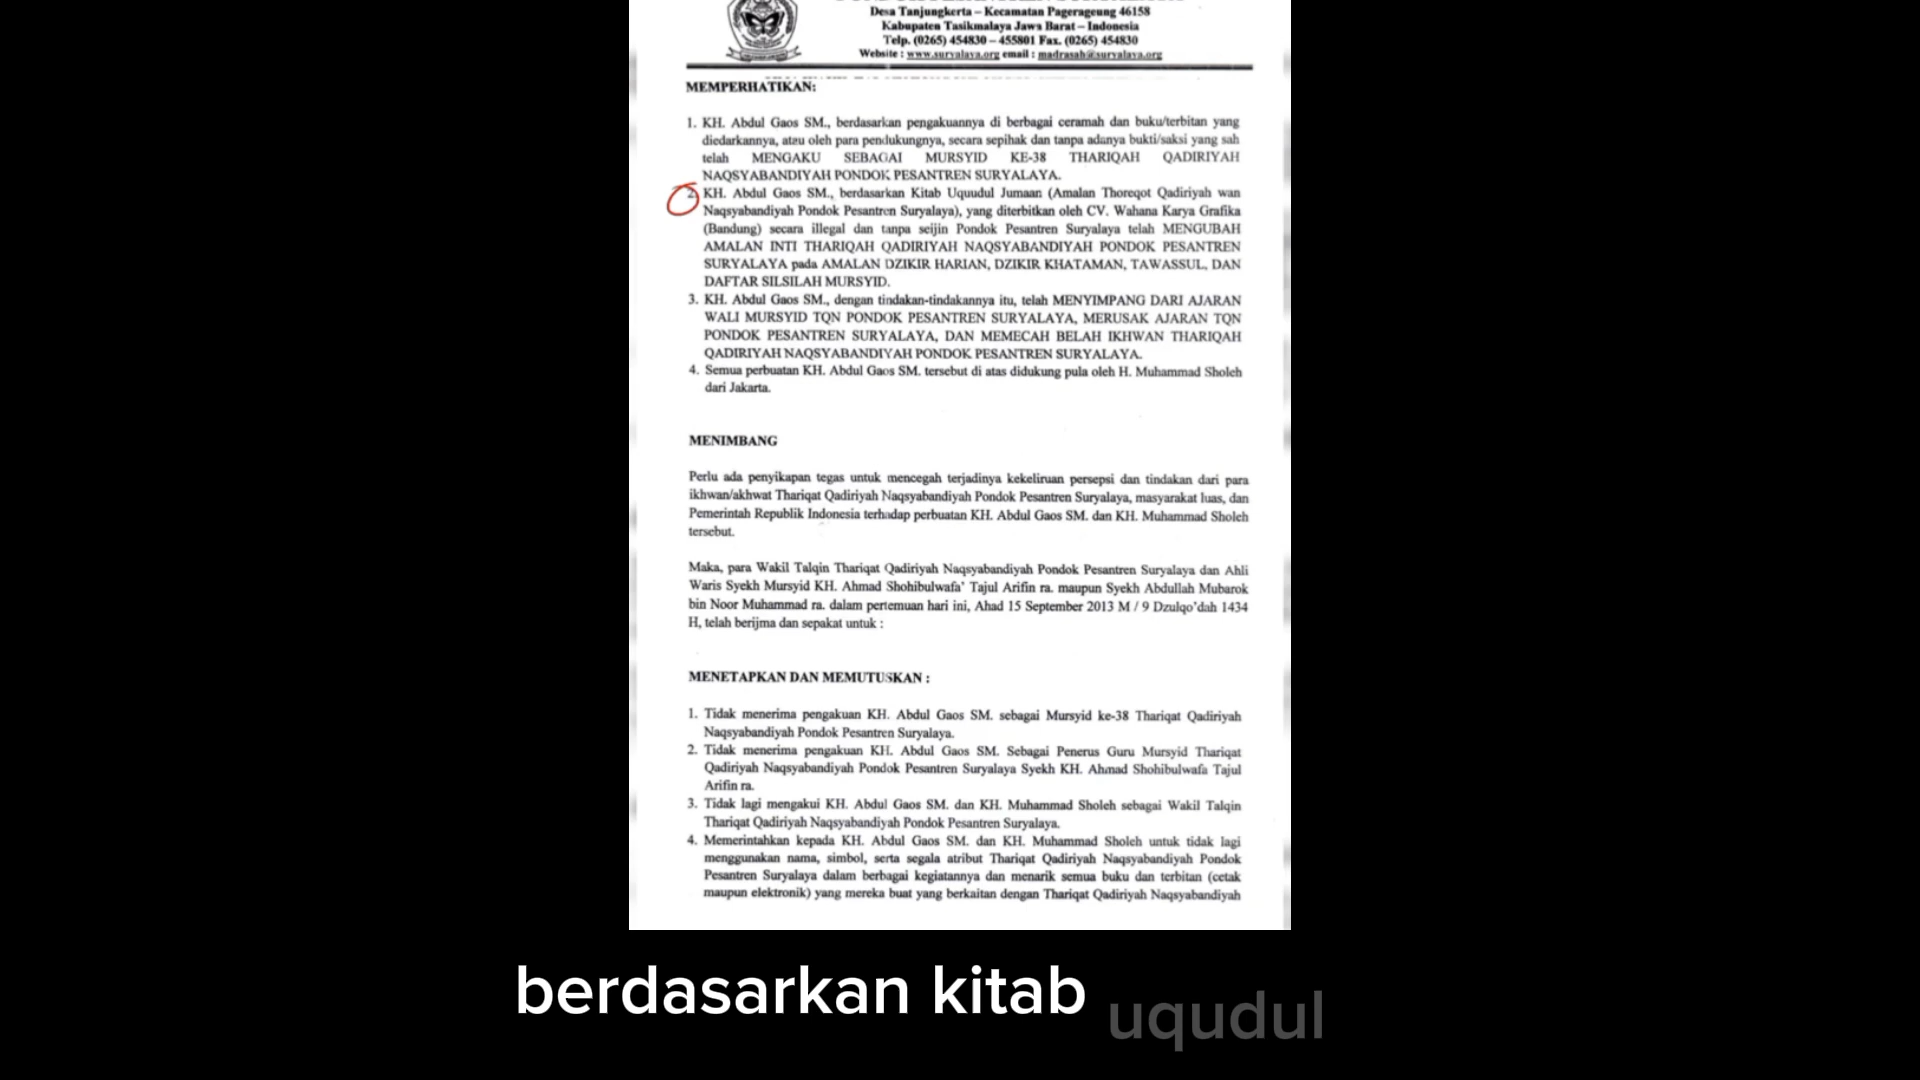 Desa Tanjungkerta – Kecamatan Pagerageung 46158
Kabupaten Tasikmalaya Jawa Barat – Indonesia
Telp. (0265) 454830 – 455801 Fax. (0265) 454830
Website : www.suryalaya.org email : madrasah@suryalaya.org
MEMPERHATIKAN:
1. KH. Abdul Gaos SM., berdasarkan pengakuannya di berbagai ceramah dan buku/terbitan yang
diedarkannya, atau oleh para pendukungnya, secara sepihak dan tanpa adanya bukti/saksi yang sah
telah MENGAKU SEBAGAI MURSYID KE-38 THARIQAH QADIRIYAH
NAQSYABANDIYAH PONDOK PESANTREN SURYALAYA.
2. KH. Abdul Gaos SM., berdasarkan Kitab Uquudul Jumaan (Amalan Thoreqot Qadiriyah wan
Naqsyabandiyah Pondok Pesantren Suryalaya), yang diterbitkan oleh CV. Wahana Karya Grafika
(Bandung) secara illegal dan tanpa seijin Pondok Pesantren Suryalaya telah MENGUBAH
AMALAN INTI THARIQAH QADIRIYAH NAQSYABANDIYAH PONDOK PESANTREN
SURYALAYA pada AMALAN DZIKIR HARIAN, DZIKIR KHATAMAN, TAWASSUL, DAN
DAFTAR SILSILAH MURSYID.
3. KH. Abdul Gaos SM., dengan tindakan-tindakannya itu, telah MENYIMPANG DARI AJARAN
WALI MURSYID TQN PONDOK PESANTREN SURYALAYA, MERUSAK AJARAN TQN
PONDOK PESANTREN SURYALAYA, DAN MEMECAH BELAH IKHWAN THARIQAH
QADIRIYAH NAQSYABANDIYAH PONDOK PESANTREN SURYALAYA.
4. Semua perbuatan KH. Abdul Gaos SM. tersebut di atas didukung pula oleh H. Muhammad Sholeh
dari Jakarta.
MENIMBANG
Perlu ada penyikapan tegas untuk mencegah terjadinya kekeliruan persepsi dan tindakan dari para
ikhwan/akhwat Thariqat Qadiriyah Naqsyabandiyah Pondok Pesantren Suryalaya, masyarakat luas, dan
Pemerintah Republik Indonesia terhadap perbuatan KH. Abdul Gaos SM. dan KH. Muhammad Sholeh
tersebut.
Maka, para Wakil Talqin Thariqat Qadiriyah Naqsyabandiyah Pondok Pesantren Suryalaya dan Ahli
Waris Syekh Mursyid KH. Ahmad Shohibulwafa’ Tajul Arifin ra. maupun Syekh Abdullah Mubarok
bin Noor Muhammad ra. dalam pertemuan hari ini, Ahad 15 September 2013 M / 9 Dzulqo’dah 1434
H, telah berijma dan sepakat untuk :
MENETAPKAN DAN MEMUTUSKAN :
1. Tidak menerima pengakuan KH. Abdul Gaos SM. sebagai Mursyid ke-38 Thariqat Qadiriyah
Naqsyabandiyah Pondok Pesantren Suryalaya.
2. Tidak menerima pengakuan KH. Abdul Gaos SM. Sebagai Penerus Guru Mursyid Thariqat
Qadiriyah Naqsyabandiyah Pondok Pesantren Suryalaya Syekh KH. Ahmad Shohibulwafa Tajul
Arifin ra.
3. Tidak lagi mengakui KH. Abdul Gaos SM. dan KH. Muhammad Sholeh sebagai Wakil Talqin
Thariqat Qadiriyah Naqsyabandiyah Pondok Pesantren Suryalaya.
4. Memerintahkan kepada KH. Abdul Gaos SM. dan KH. Muhammad Sholeh untuk tidak lagi
menggunakan nama, simbol, serta segala atribut Thariqat Qadiriyah Naqsyabandiyah Pondok
Pesantren Suryalaya dalam berbagai kegiatannya dan menarik semua buku dan terbitan (cetak
maupun elektronik) yang mereka buat yang berkaitan dengan Thariqat Qadiriyah Naqsyabandiyah
berdasarkan kitab uqudul